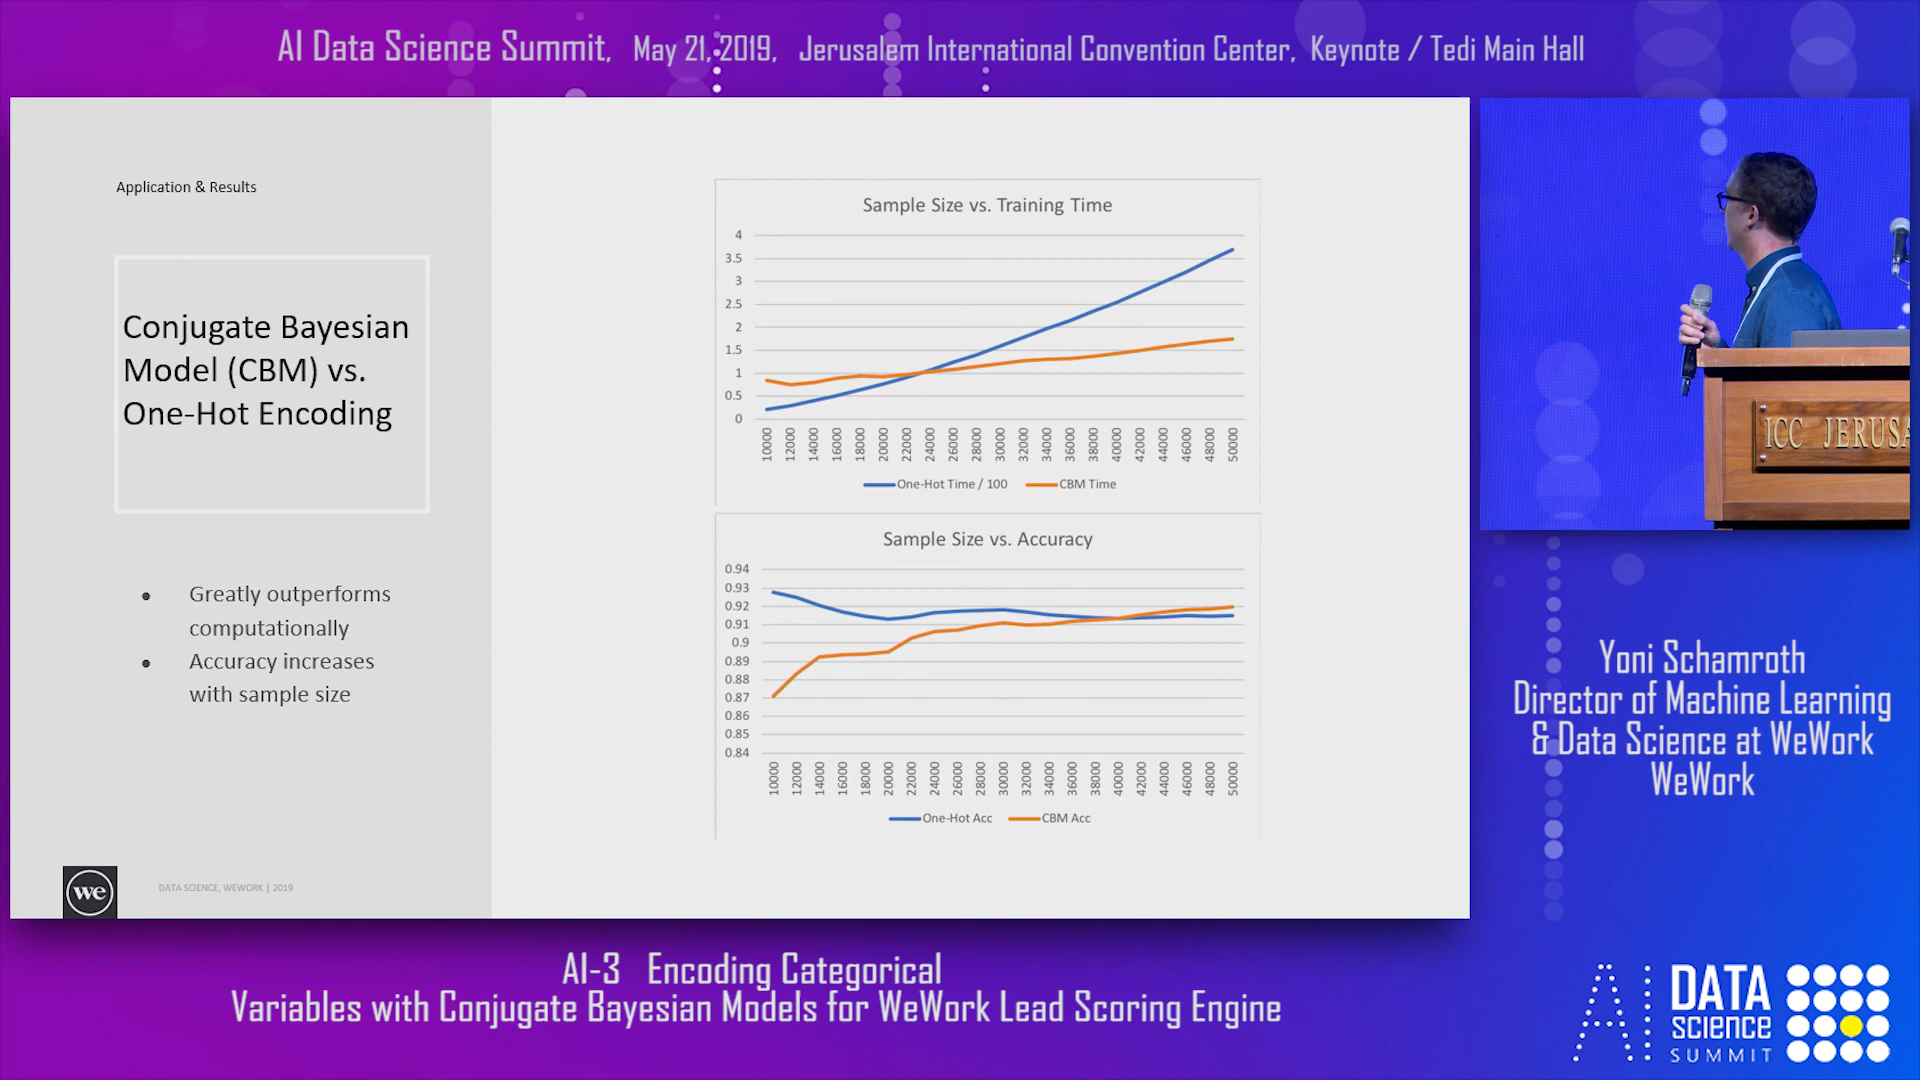 AI Data Science Summit, May 21, 2019, Jerusalem International Convention Center, Keynote / Tedi Main Hall
Application & Results
Conjugate Bayesian
Model (CBM) vs.
One-Hot Encoding
● Greatly outperforms
computationally
● Accuracy increases
with sample size
we
DATA SCIENCE, WEWORK | 2019
Sample Size vs. Training Time
4
3.5
3
2.5
2
1.5
1
0.5
0
10000 12000 14000 16000 18000 20000 22000 24000 26000 28000 30000 32000 34000 36000 38000 40000 42000 44000 46000 48000 50000
One-Hot Time / 100 CBM Time
Sample Size vs. Accuracy
0.94
0.93
0.92
0.91
0.9
0.89
0.88
0.87
0.86
0.85
0.84
10000 12000 14000 16000 18000 20000 22000 24000 26000 28000 30000 32000 34000 36000 38000 40000 42000 44000 46000 48000 50000
One-Hot Acc CBM Acc
ICC JERUSA
Yoni Schamroth
Director of Machine Learning
& Data Science at WeWork
WeWork
AI-3 Encoding Categorical
Variables with Conjugate Bayesian Models for WeWork Lead Scoring Engine
AI DATA
SCIENCE
SUMMIT